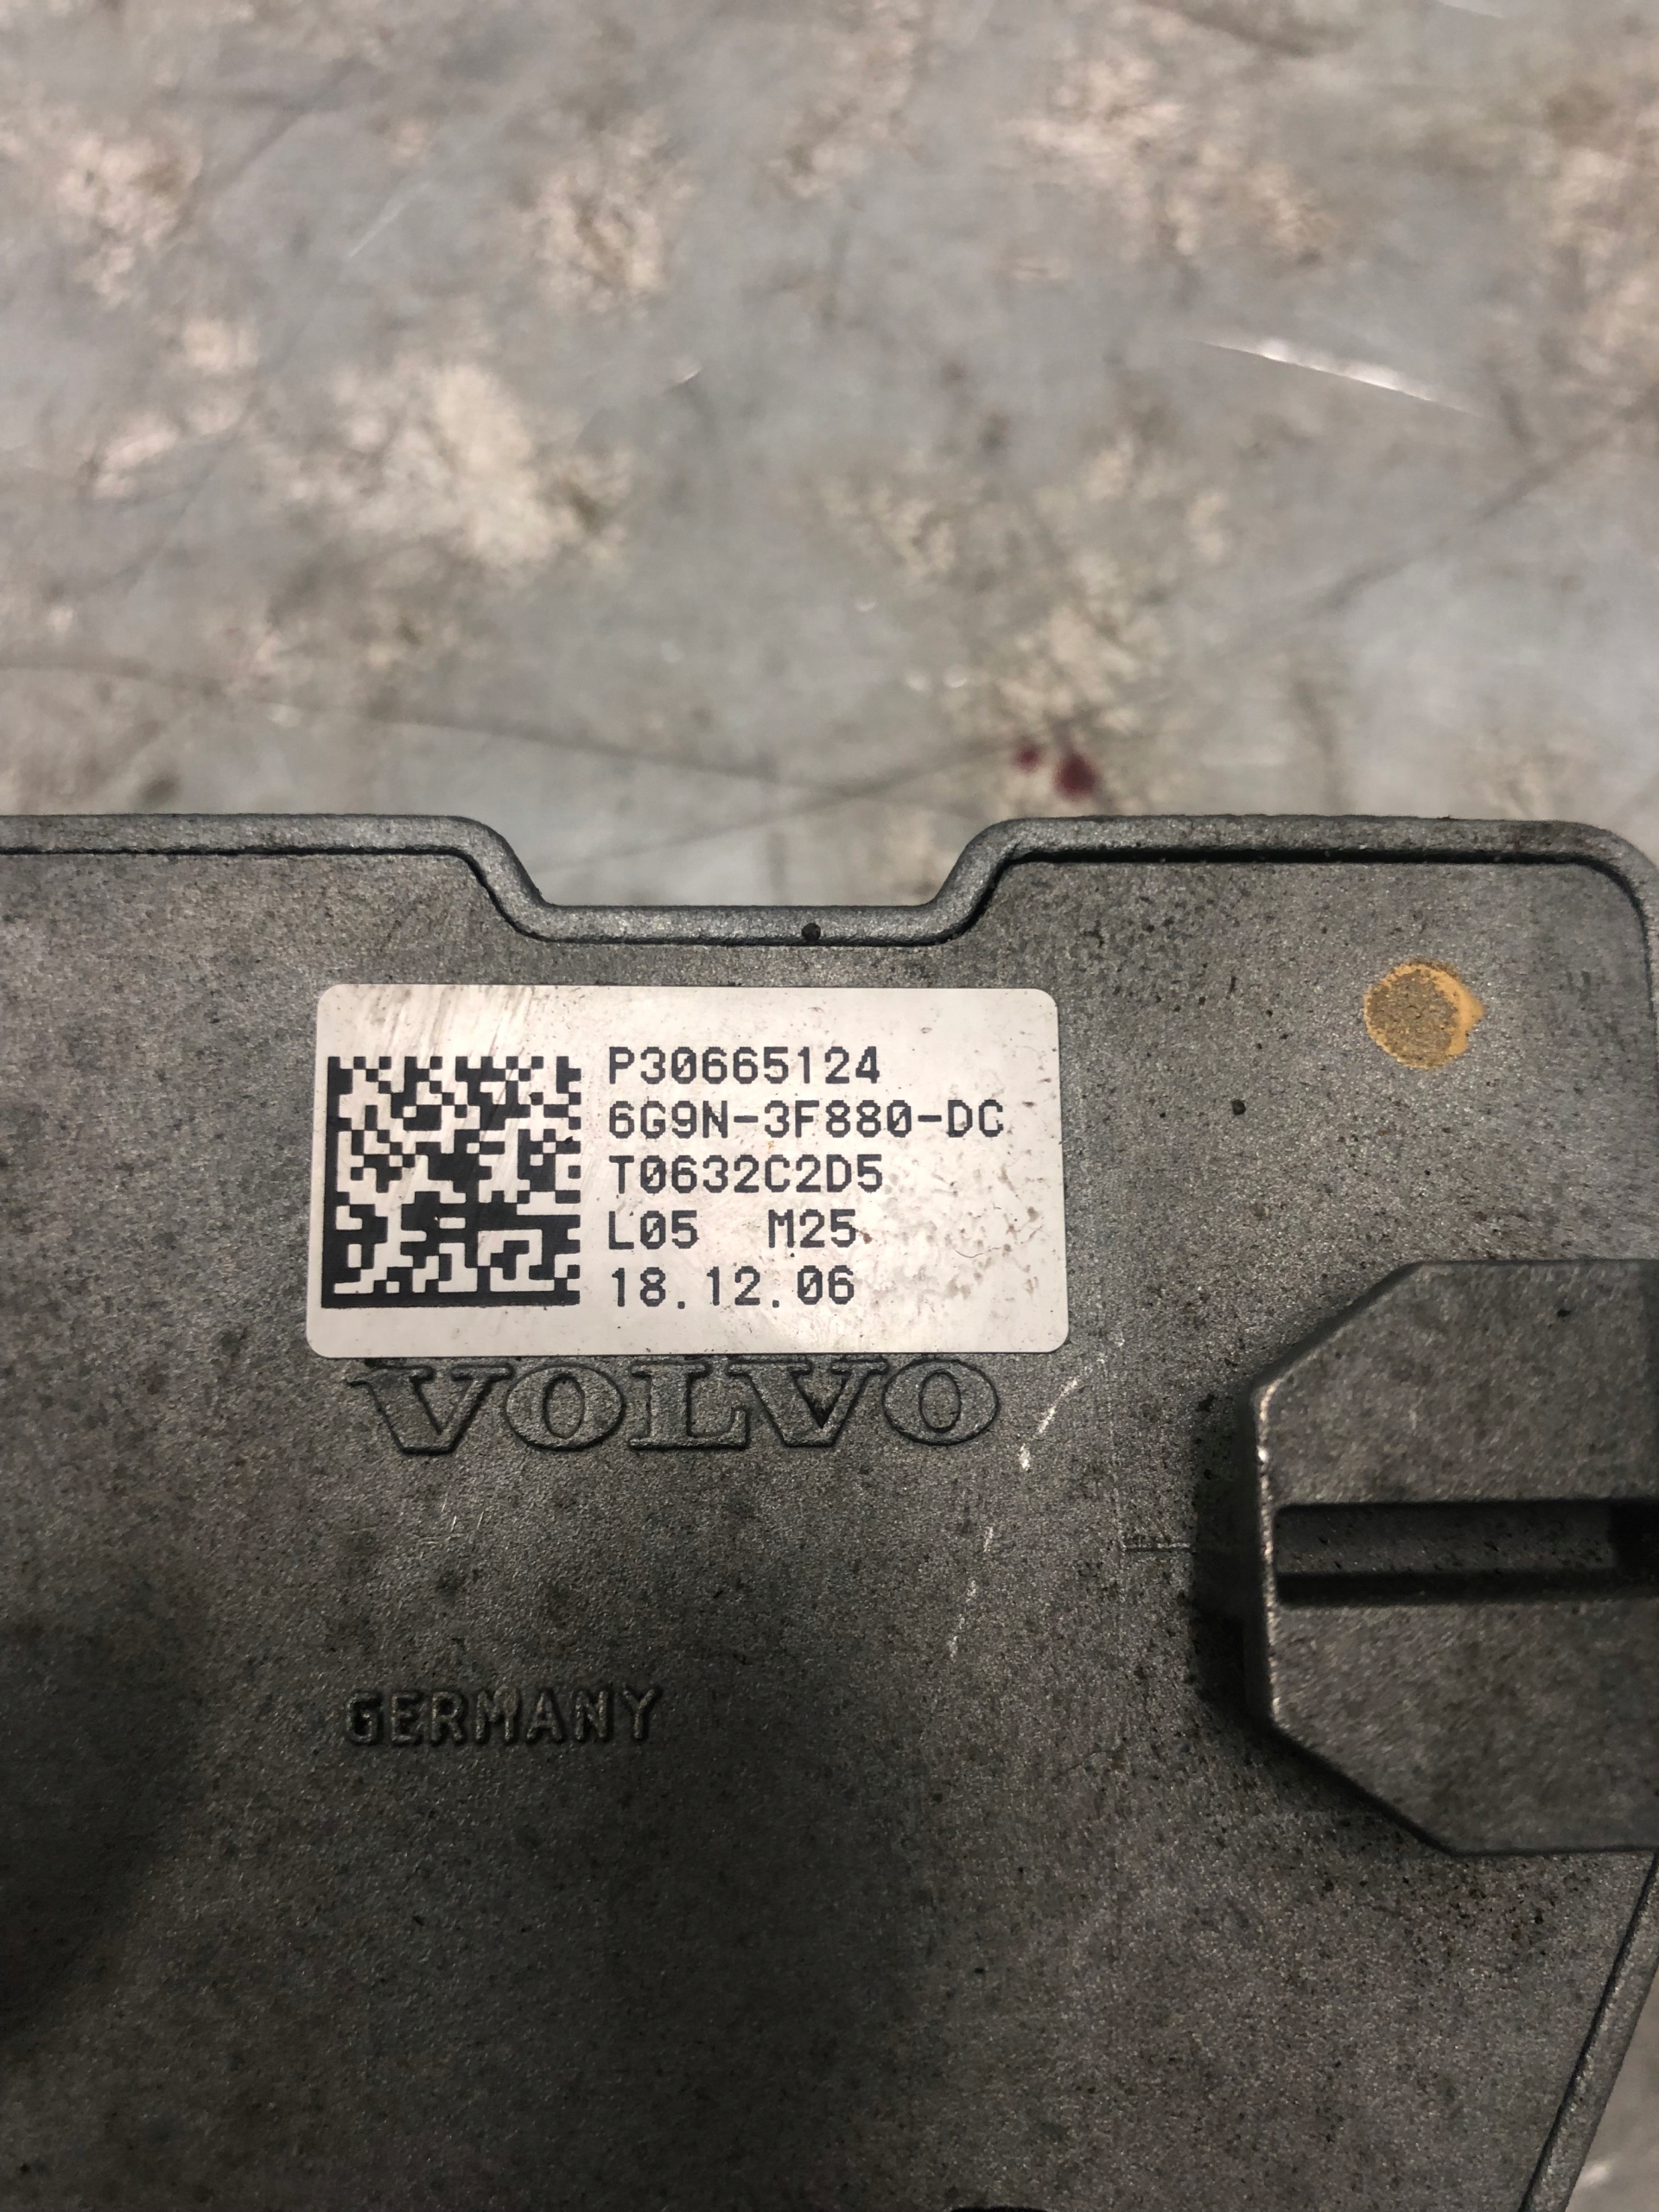 P30665124
6G9N-3F880-DC
T0632C2D5
L05 M25
18.12.06
VOLVO
GERMANY